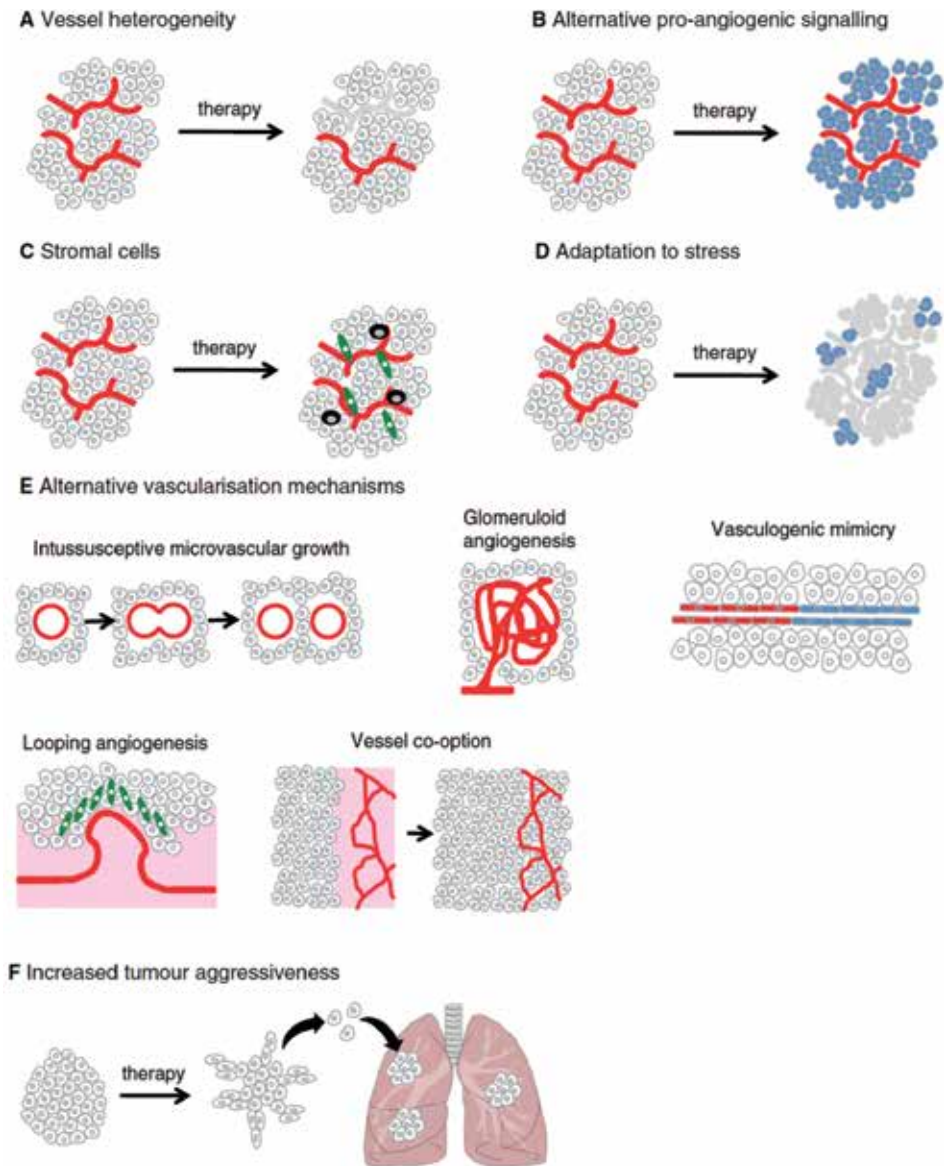 A Vessel heterogeneity
B Alternative pro-angiogenic signalling
therapy
therapy
C Stromal cells
D Adaptation to stress
therapy
therapy
E Alternative vascularisation mechanisms
Intussusceptive microvascular growth
Glomeruloid
angiogenesis
Vasculogenic mimicry
Looping angiogenesis
Vessel co-option
F Increased tumour aggressiveness
therapy